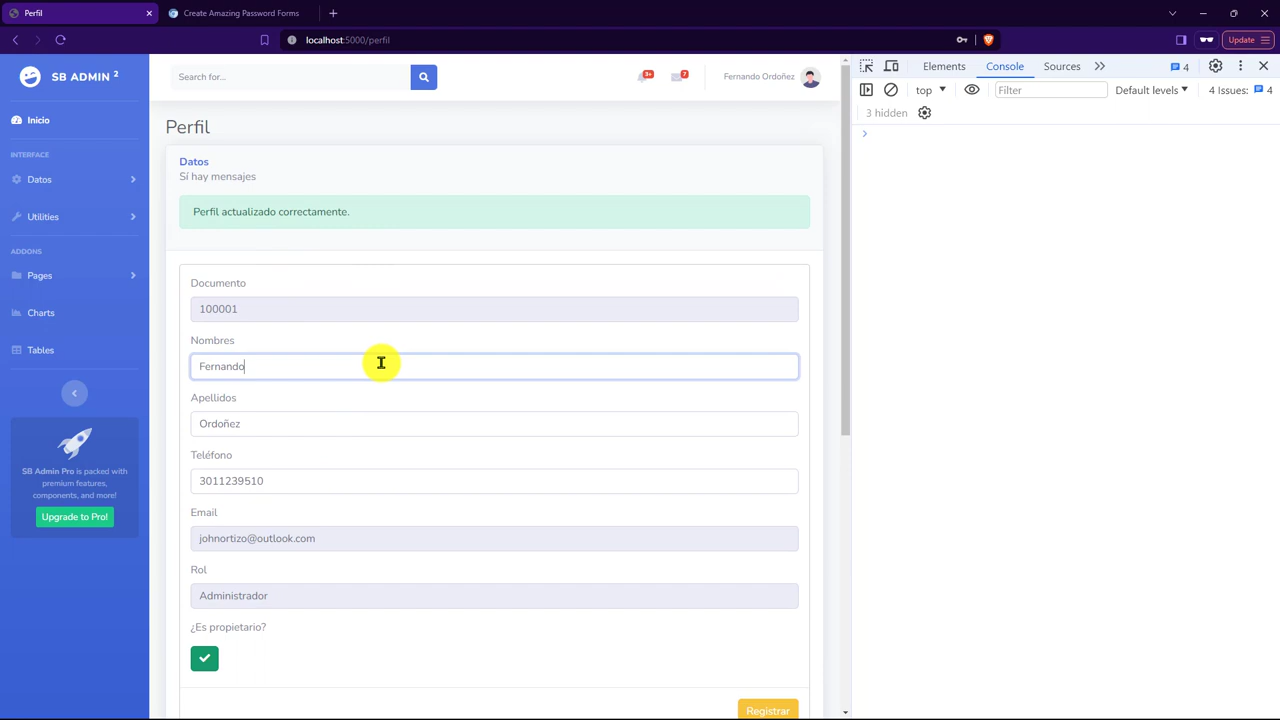 Perfil
Create Amazing Password Forms
localhost:5000/perfil
Update
SB ADMIN 2
Inicio
INTERFACE
Datos
Utilities
ADDONS
Pages
Charts
Tables
SB Admin Pro is packed with
premium features,
components, and more!
Upgrade to Pro!
Search for...
3+
7
Fernando Ordoñez
Perfil
Datos
Sí hay mensajes
Perfil actualizado correctamente.
Documento
100001
Nombres
Fernando
Apellidos
Ordoñez
Teléfono
3011239510
Email
johnortizo@outlook.com
Rol
Administrador
¿Es propietario?
Registrar
Elements
Console
Sources
4
top
Filter
Default levels
4 Issues:
4
3 hidden